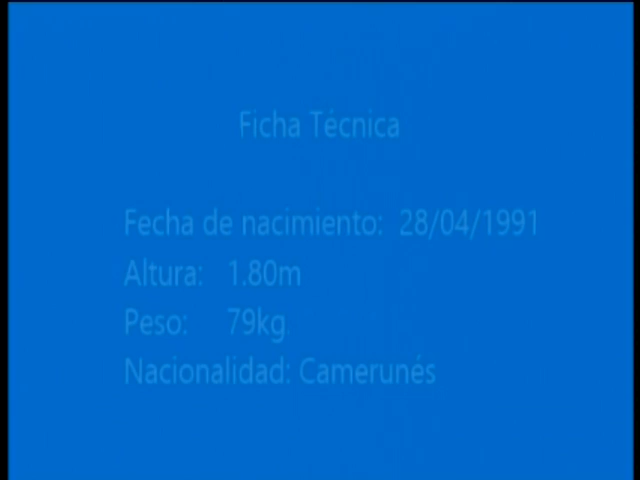 Ficha Técnica
Fecha de nacimiento: 28/04/1991
Altura: 1.80m
Peso: 79kg.
Nacionalidad: Camerunés